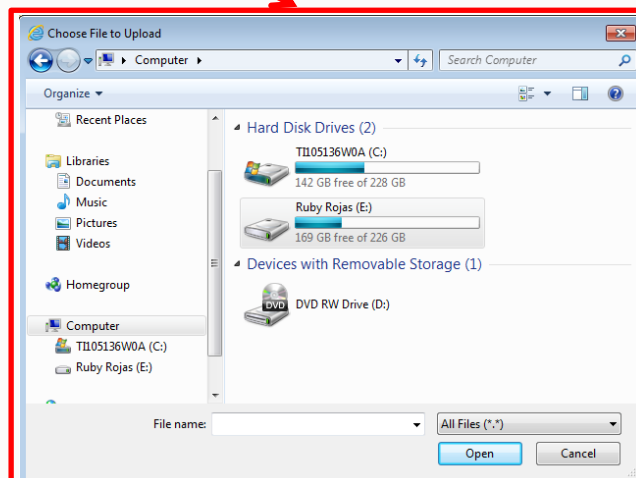 Choose File to Upload
Computer
Search Computer
Organize
Recent Places
Libraries
Documents
Music
Pictures
Videos
Homegroup
Computer
TI105136W0A (C:)
Ruby Rojas (E:)
Hard Disk Drives (2)
TI105136W0A (C:)
142 GB free of 228 GB
Ruby Rojas (E:)
169 GB free of 226 GB
Devices with Removable Storage (1)
DVD
DVD RW Drive (D:)
File name:
All Files (*.*)
Open
Cancel